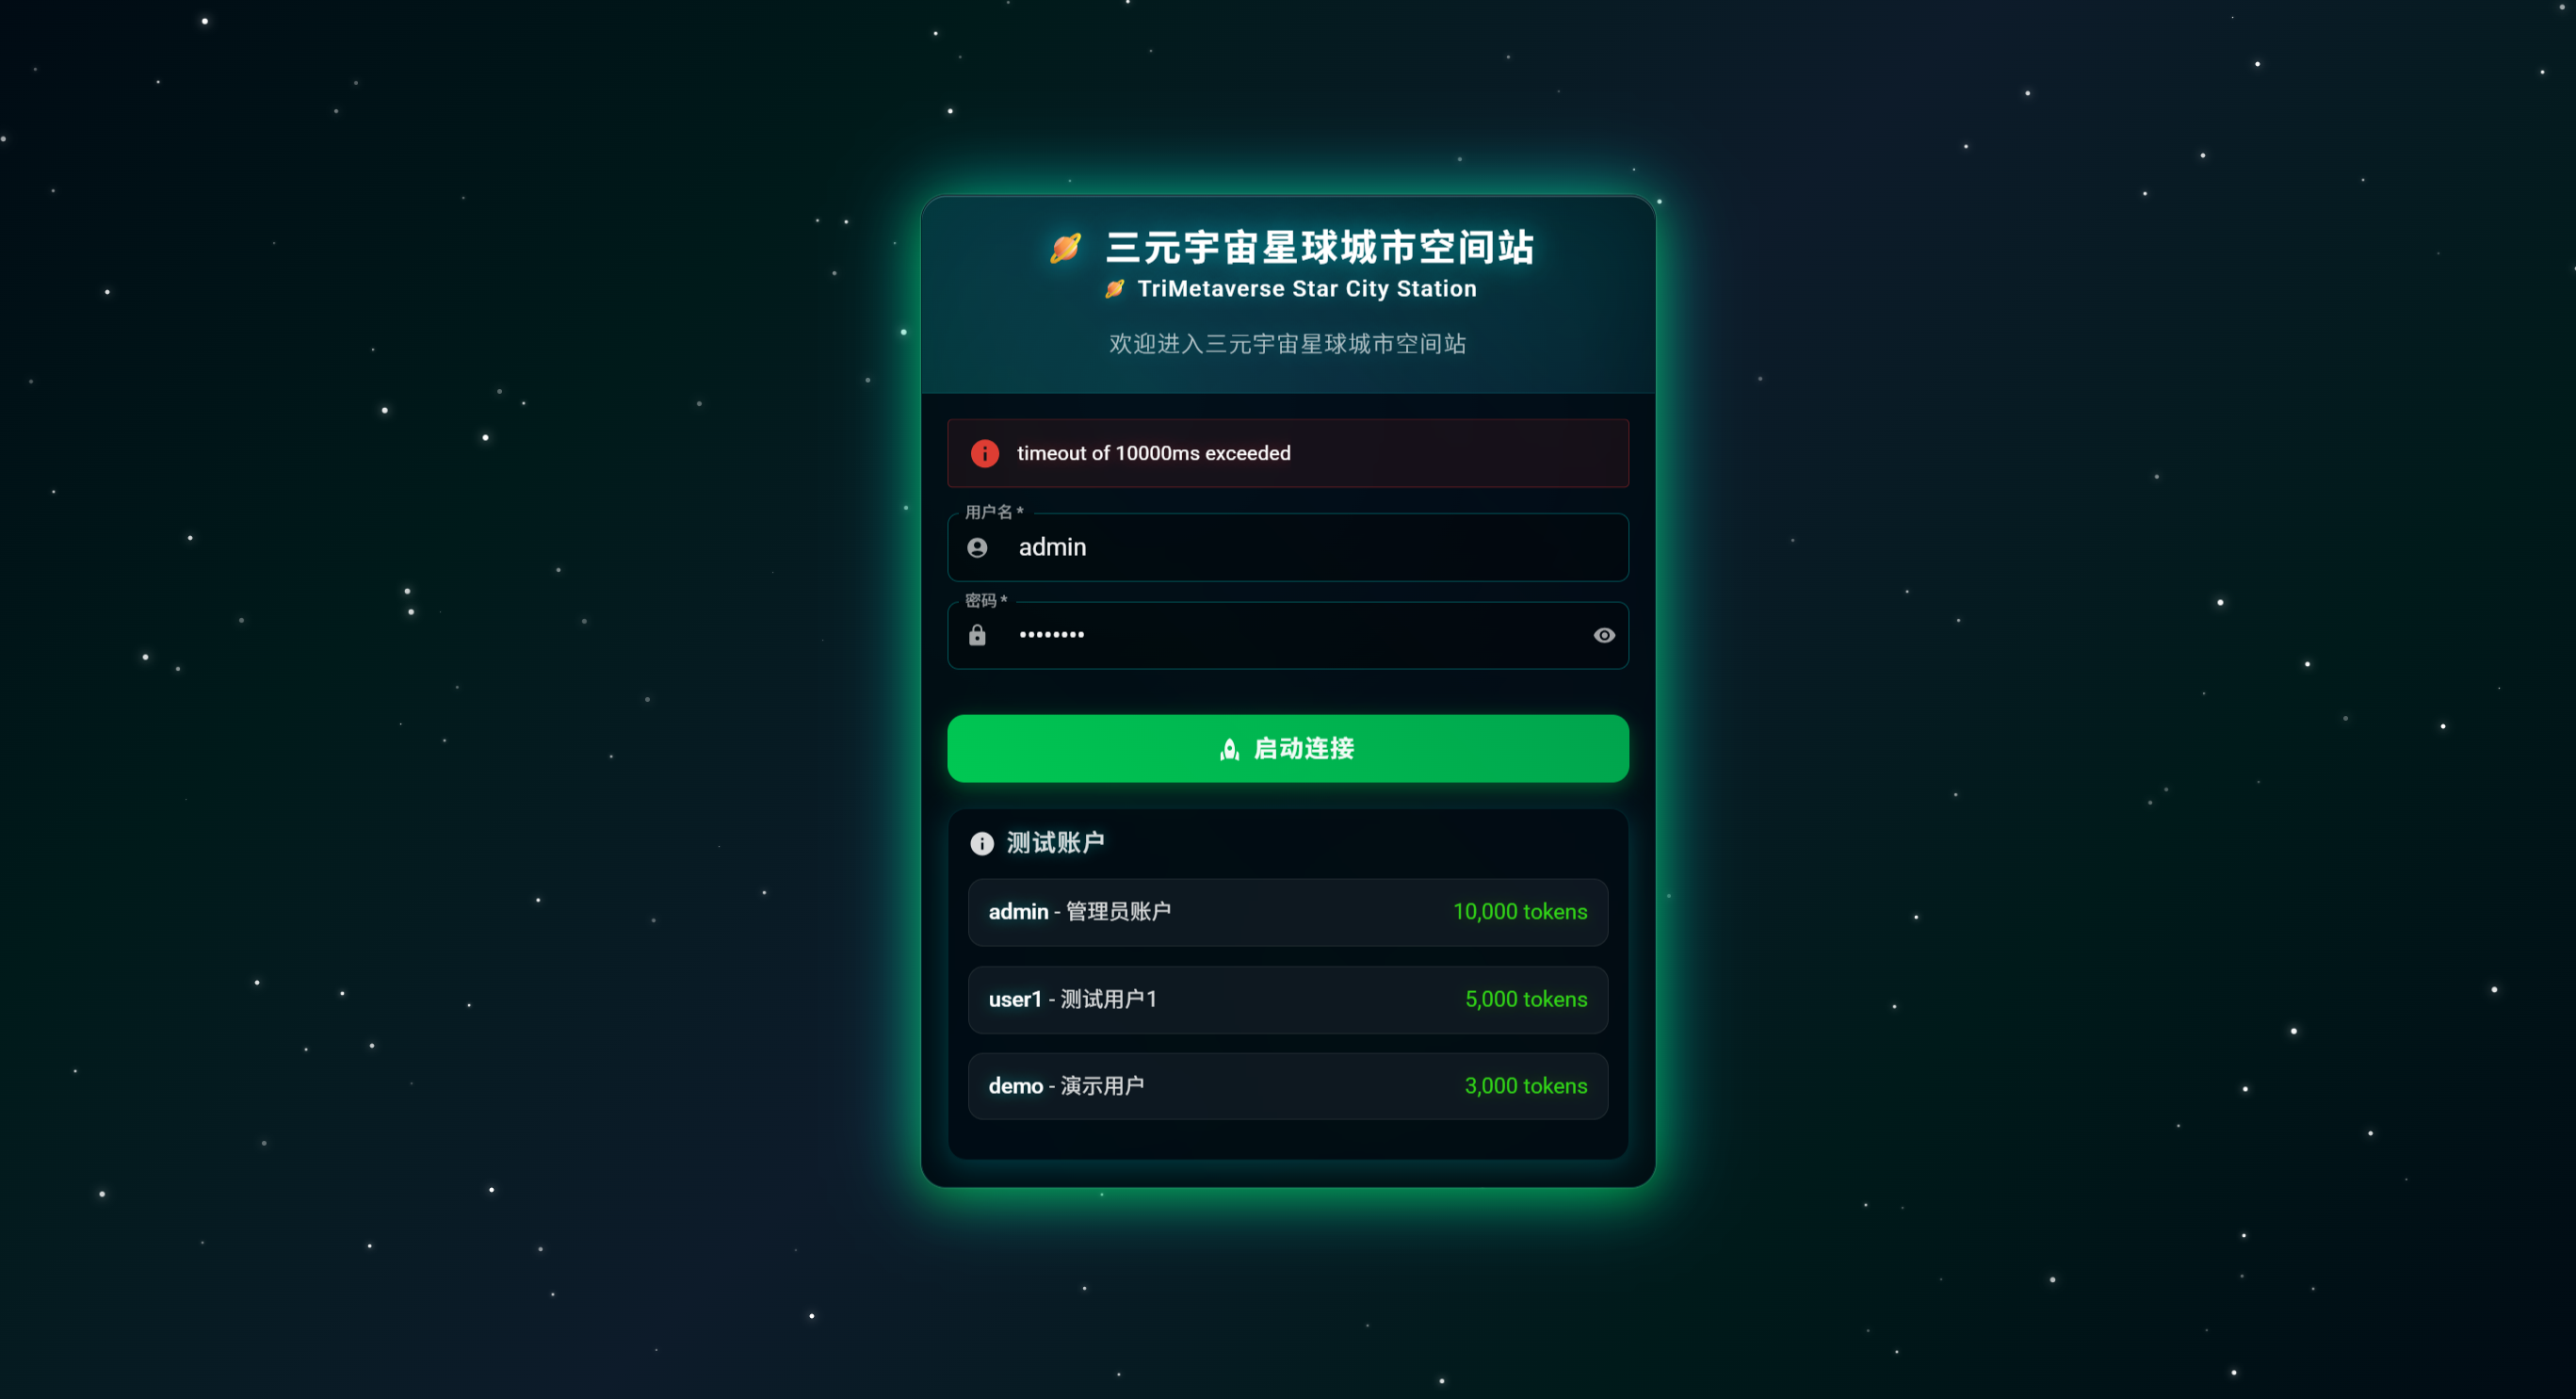 🪐 三元宇宙星球城市空间站
🪐 TriMetaverse Star City Station
欢迎进入三元宇宙星球城市空间站
timeout of 10000ms exceeded
用户名 *
admin
密码 *
••••••••
启动连接
测试账户
admin - 管理员账户 10,000 tokens
user1 - 测试用户1 5,000 tokens
demo - 演示用户 3,000 tokens